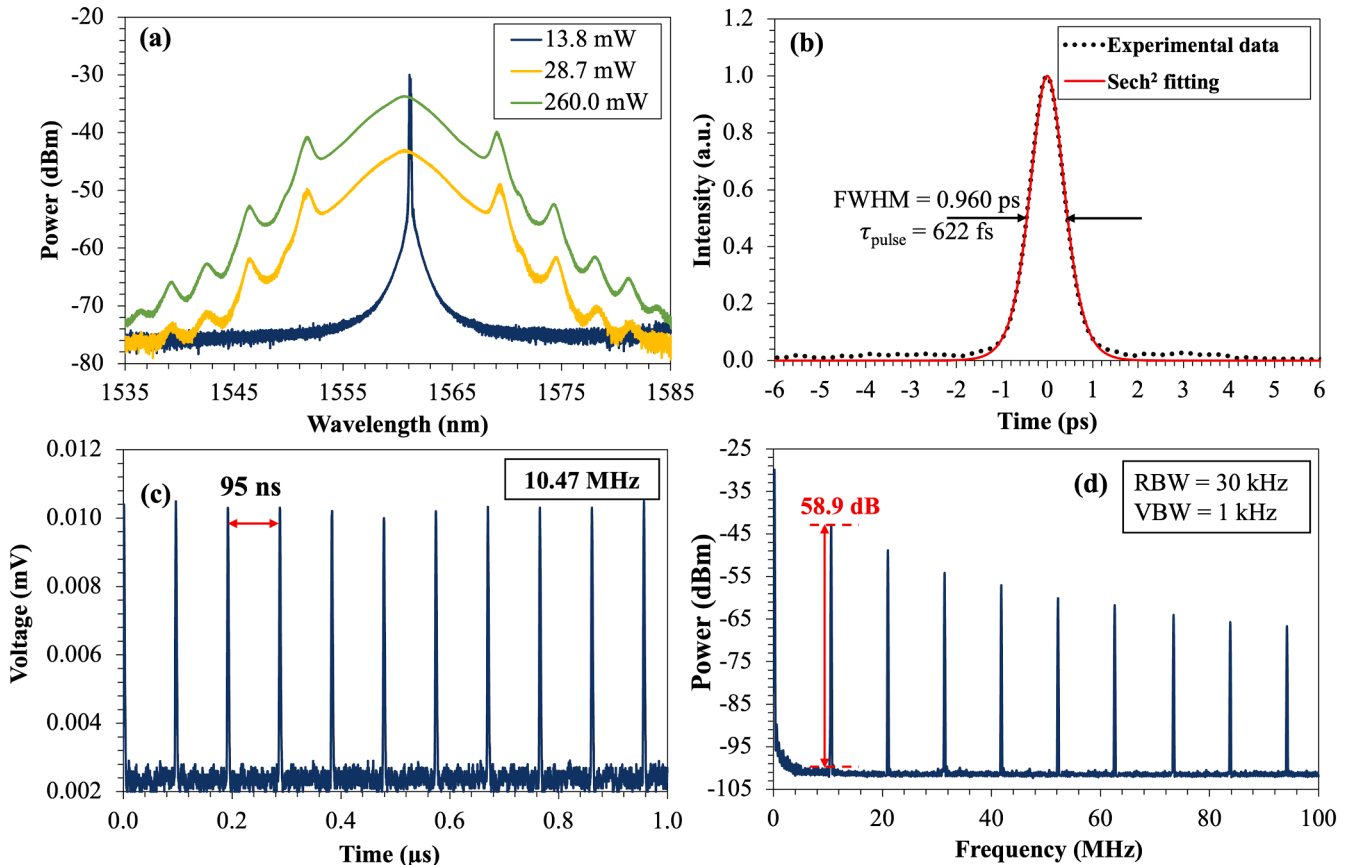 (a)
13.8 mW
28.7 mW
260.0 mW
-20
-30
-40
-50
-60
-70
-80
Power (dBm)
1535
1545
1555
1565
1575
1585
Wavelength (nm)
(b)
Experimental data
Sech² fitting
FWHM = 0.960 ps
τpulse = 622 fs
1.2
1.0
0.8
0.6
0.4
0.2
0.0
Intensity (a.u.)
-6
-5
-4
-3
-2
-1
0
1
2
3
4
5
6
Time (ps)
(c)
95 ns
10.47 MHz
0.012
0.010
0.008
0.006
0.004
0.002
Voltage (mV)
0.0
0.2
0.4
0.6
0.8
1.0
Time (µs)
(d)
58.9 dB
RBW = 30 kHz
VBW = 1 kHz
-25
-35
-45
-55
-65
-75
-85
-95
-105
Power (dBm)
0
20
40
60
80
100
Frequency (MHz)